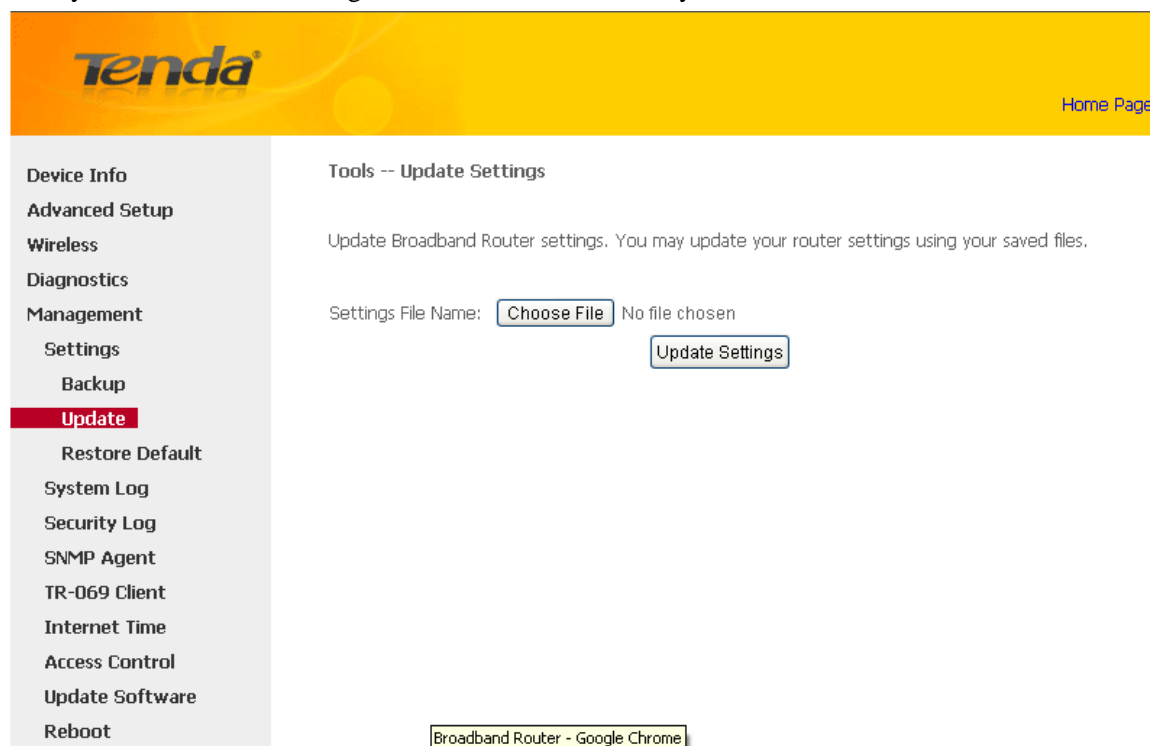 Tenda®
Home Page
Device Info
Advanced Setup
Wireless
Diagnostics
Management
Settings
Backup
Update
Restore Default
System Log
Security Log
SNMP Agent
TR-069 Client
Internet Time
Access Control
Update Software
Reboot
Tools -- Update Settings
Update Broadband Router settings. You may update your router settings using your saved files.
Settings File Name: Choose File No file chosen
Update Settings
Broadband Router - Google Chrome